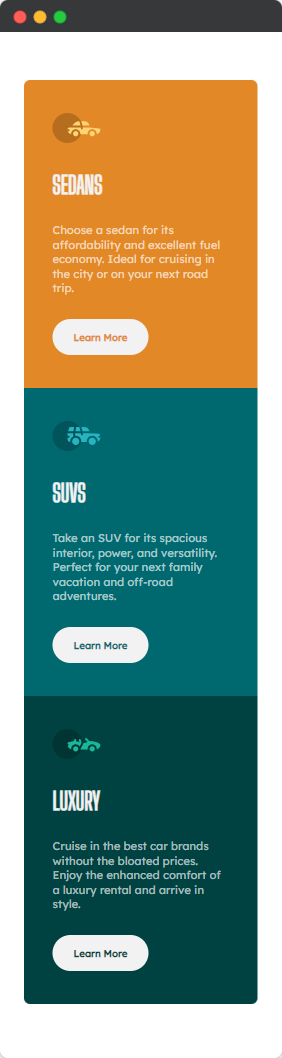 SEDANS
Choose a sedan for its
affordability and excellent fuel
economy. Ideal for cruising in
the city or on your next road
trip.
Learn More
SUVS
Take an SUV for its spacious
interior, power, and versatility.
Perfect for your next family
vacation and off-road
adventures.
Learn More
LUXURY
Cruise in the best car brands
without the bloated prices.
Enjoy the enhanced comfort of
a luxury rental and arrive in
style.
Learn More